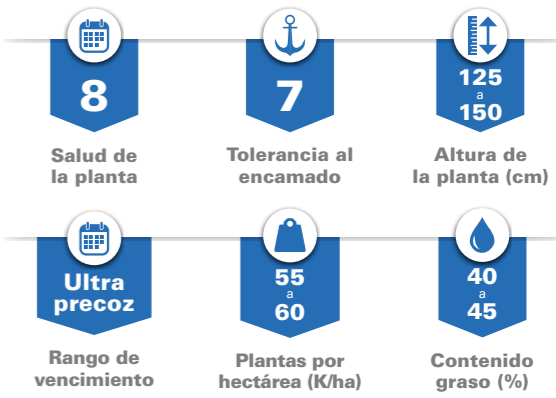 8
Salud de
la planta
7
Tolerancia al
encamado
125
a
150
Altura de
la planta (cm)
Ultra
precoz
Rango de
vencimiento
55
a
60
Plantas por
hectárea (K/ha)
40
a
45
Contenido
graso (%)